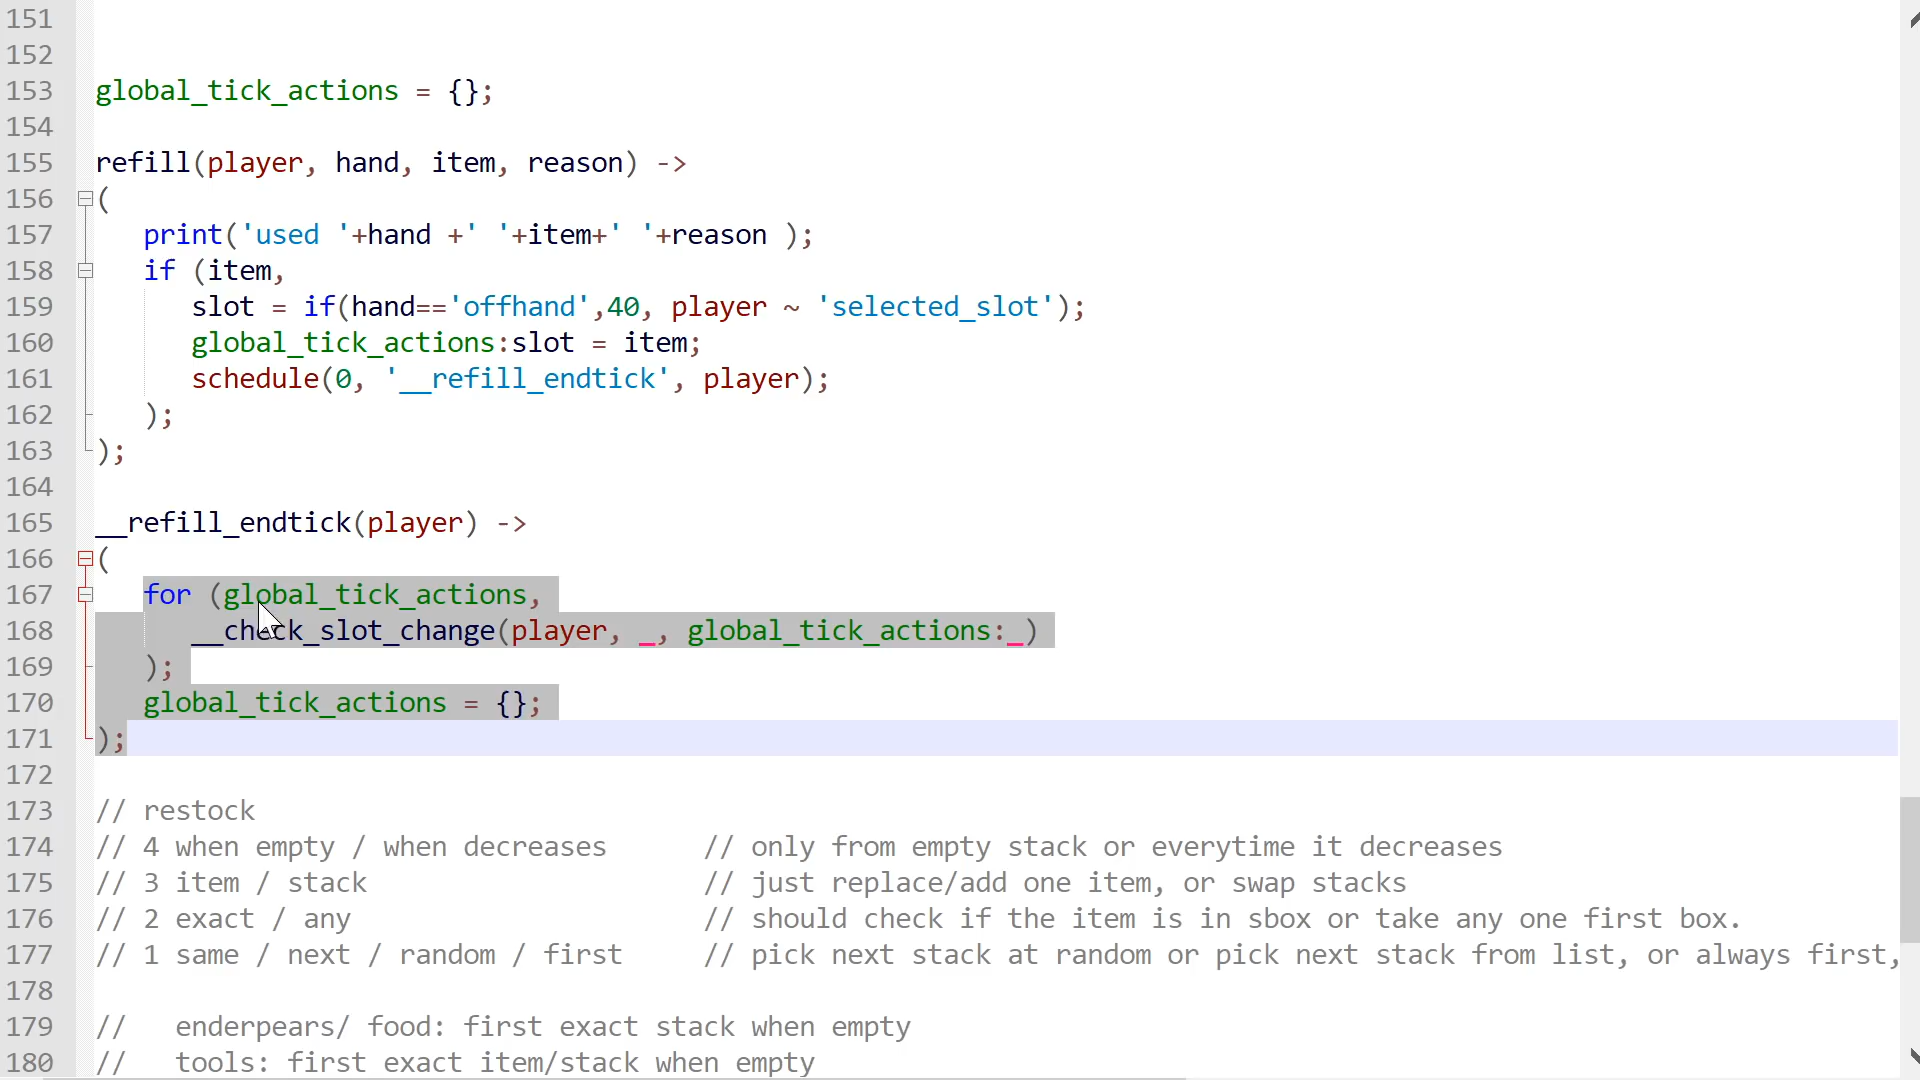 151
152
153 global_tick_actions = {};
154
155 refill(player, hand, item, reason) ->
156 (
157 print('used '+hand +' '+item+' '+reason );
158 if (item,
159 slot = if(hand=='offhand',40, player ~ 'selected_slot');
160 global_tick_actions:slot = item;
161 schedule(0, '__refill_endtick', player);
162 );
163 );
164
165 __refill_endtick(player) ->
166 (
167 for (global_tick_actions,
168 __check_slot_change(player, _, global_tick_actions:_)
169 );
170 global_tick_actions = {};
171 );
172
173 // restock
174 // 4 when empty / when decreases // only from empty stack or everytime it decreases
175 // 3 item / stack // just replace/add one item, or swap stacks
176 // 2 exact / any // should check if the item is in sbox or take any one first box.
177 // 1 same / next / random / first // pick next stack at random or pick next stack from list, or always first,
178
179 // enderpears/ food: first exact stack when empty
180 // tools: first exact item/stack when empty